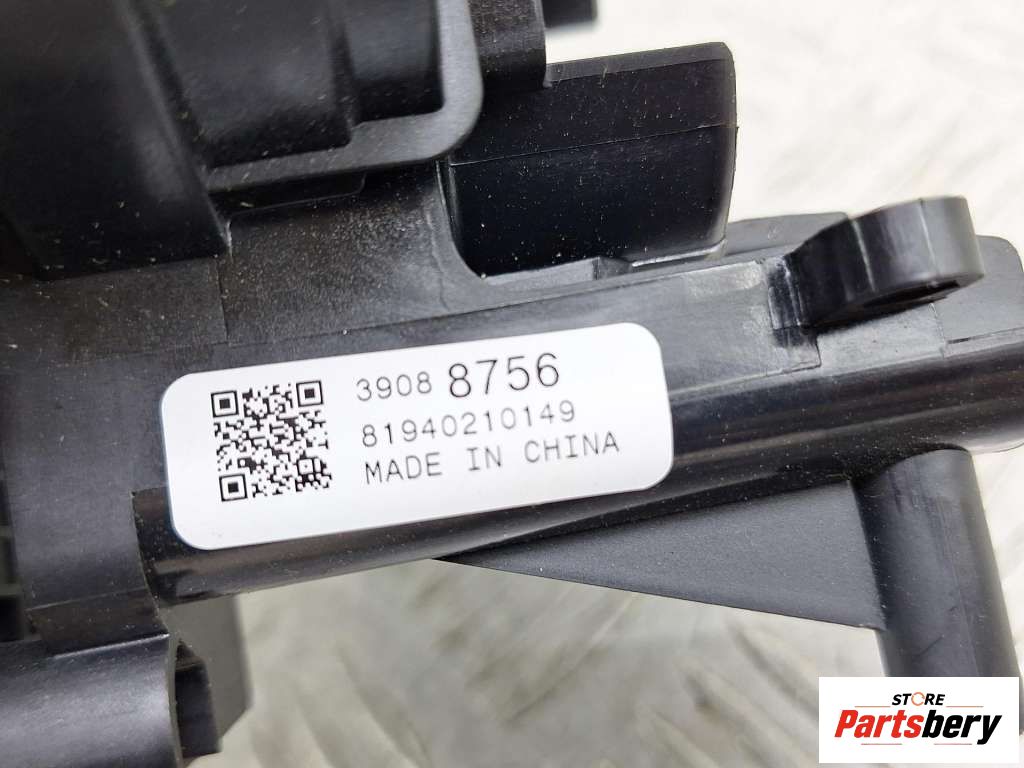 3908 8756
81940210149
MADE IN CHINA
STORE
Partsbery